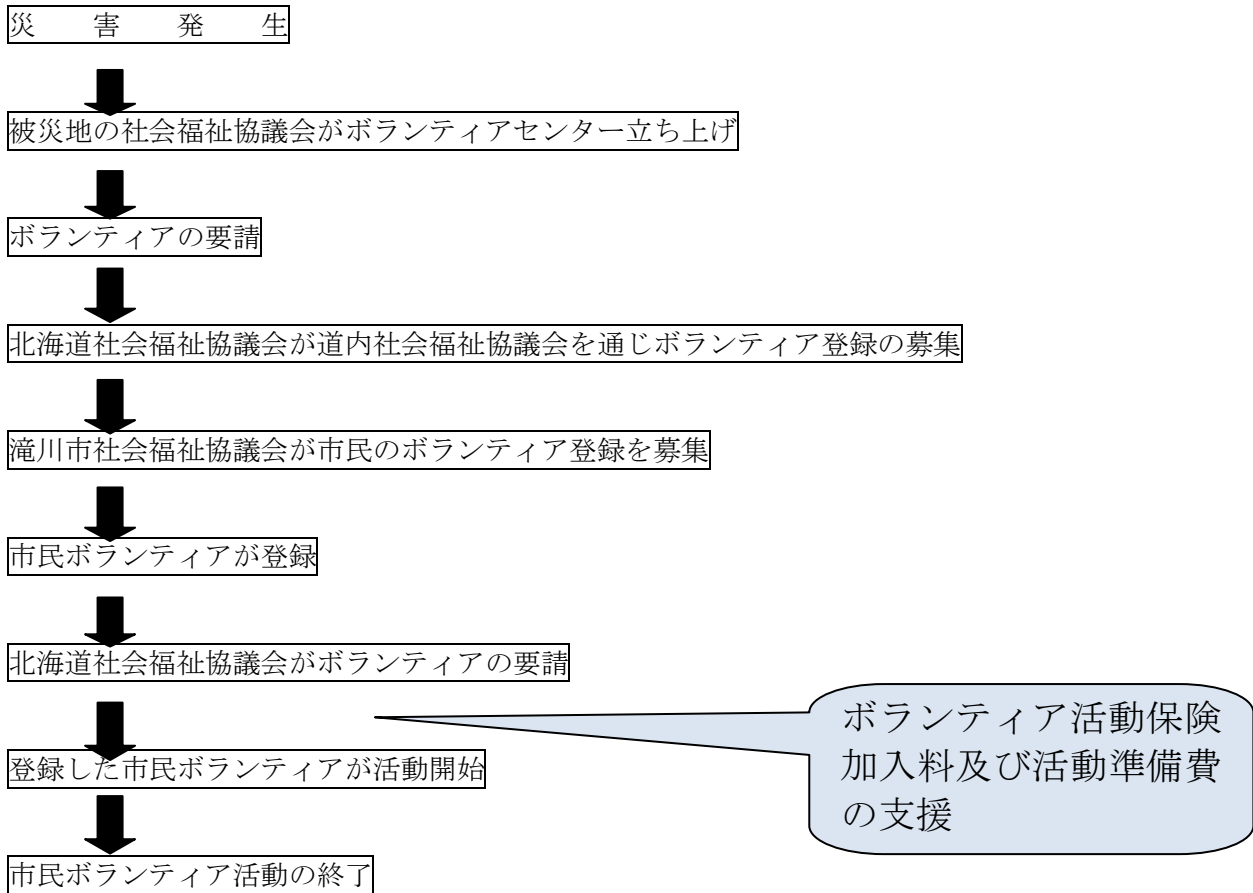 災害発生
被災地の社会福祉協議会がボランティアセンター立ち上げ
ボランティアの要請
北海道社会福祉協議会が道内社会福祉協議会を通じボランティア登録の募集
滝川市社会福祉協議会が市民のボランティア登録を募集
市民ボランティアが登録
北海道社会福祉協議会がボランティアの要請
登録した市民ボランティアが活動開始
ボランティア活動保険
加入料及び活動準備費
の支援
市民ボランティア活動の終了